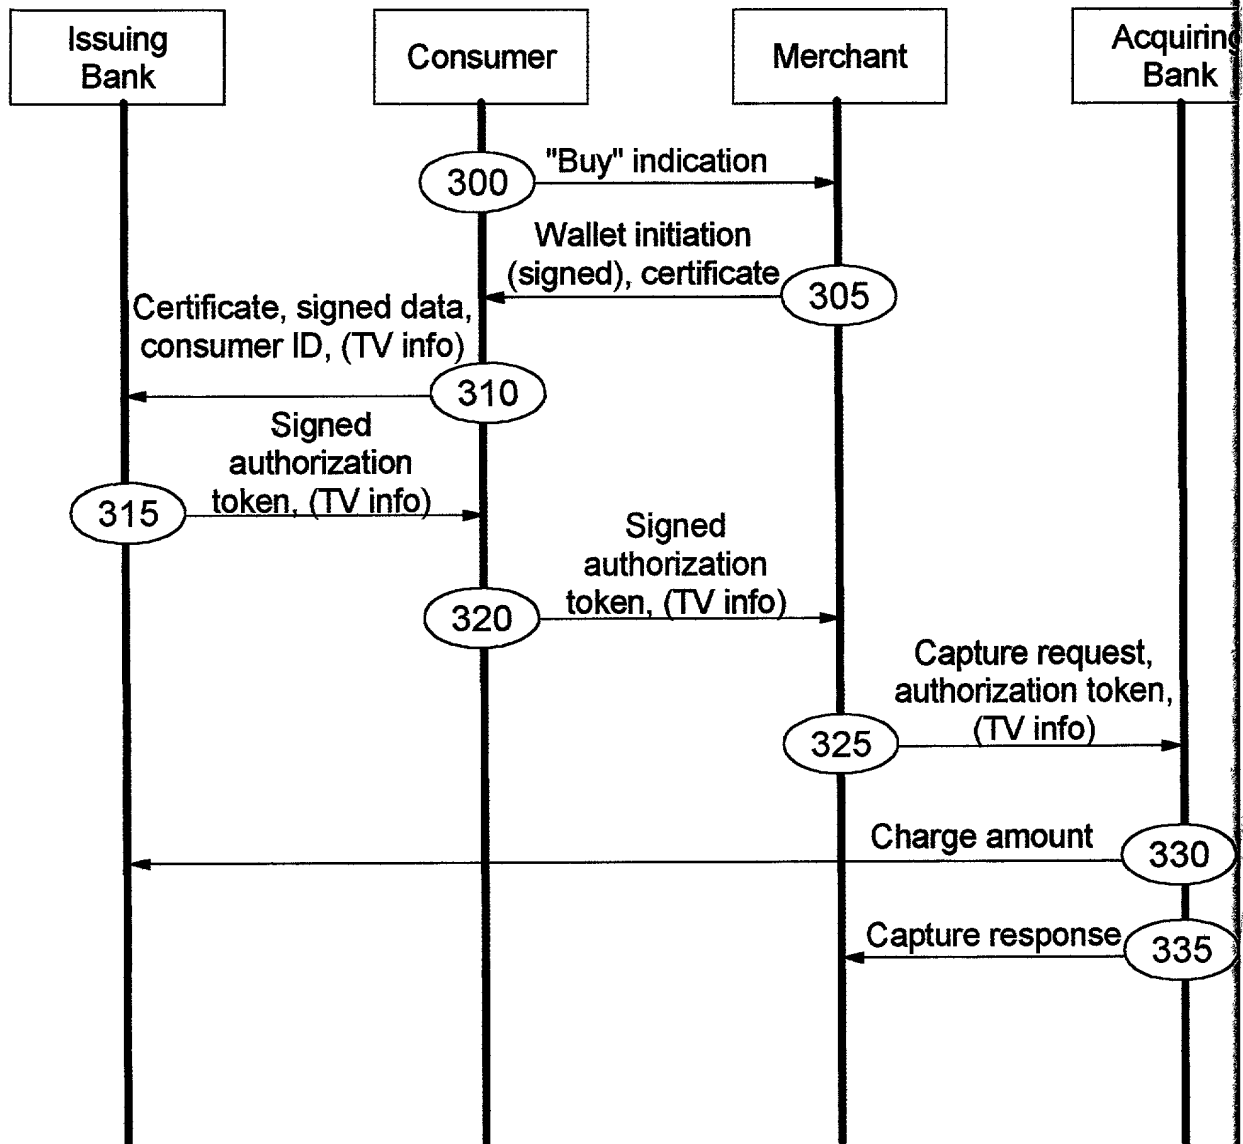 Issuing
Bank
Consumer
Merchant
Acquiring
Bank
300
"Buy" indication
Wallet initiation
(signed), certificate
305
Certificate, signed data,
consumer ID, (TV info)
310
Signed
authorization
token, (TV info)
315
Signed
authorization
token, (TV info)
320
Capture request,
authorization token,
(TV info)
325
Charge amount
330
Capture response
335